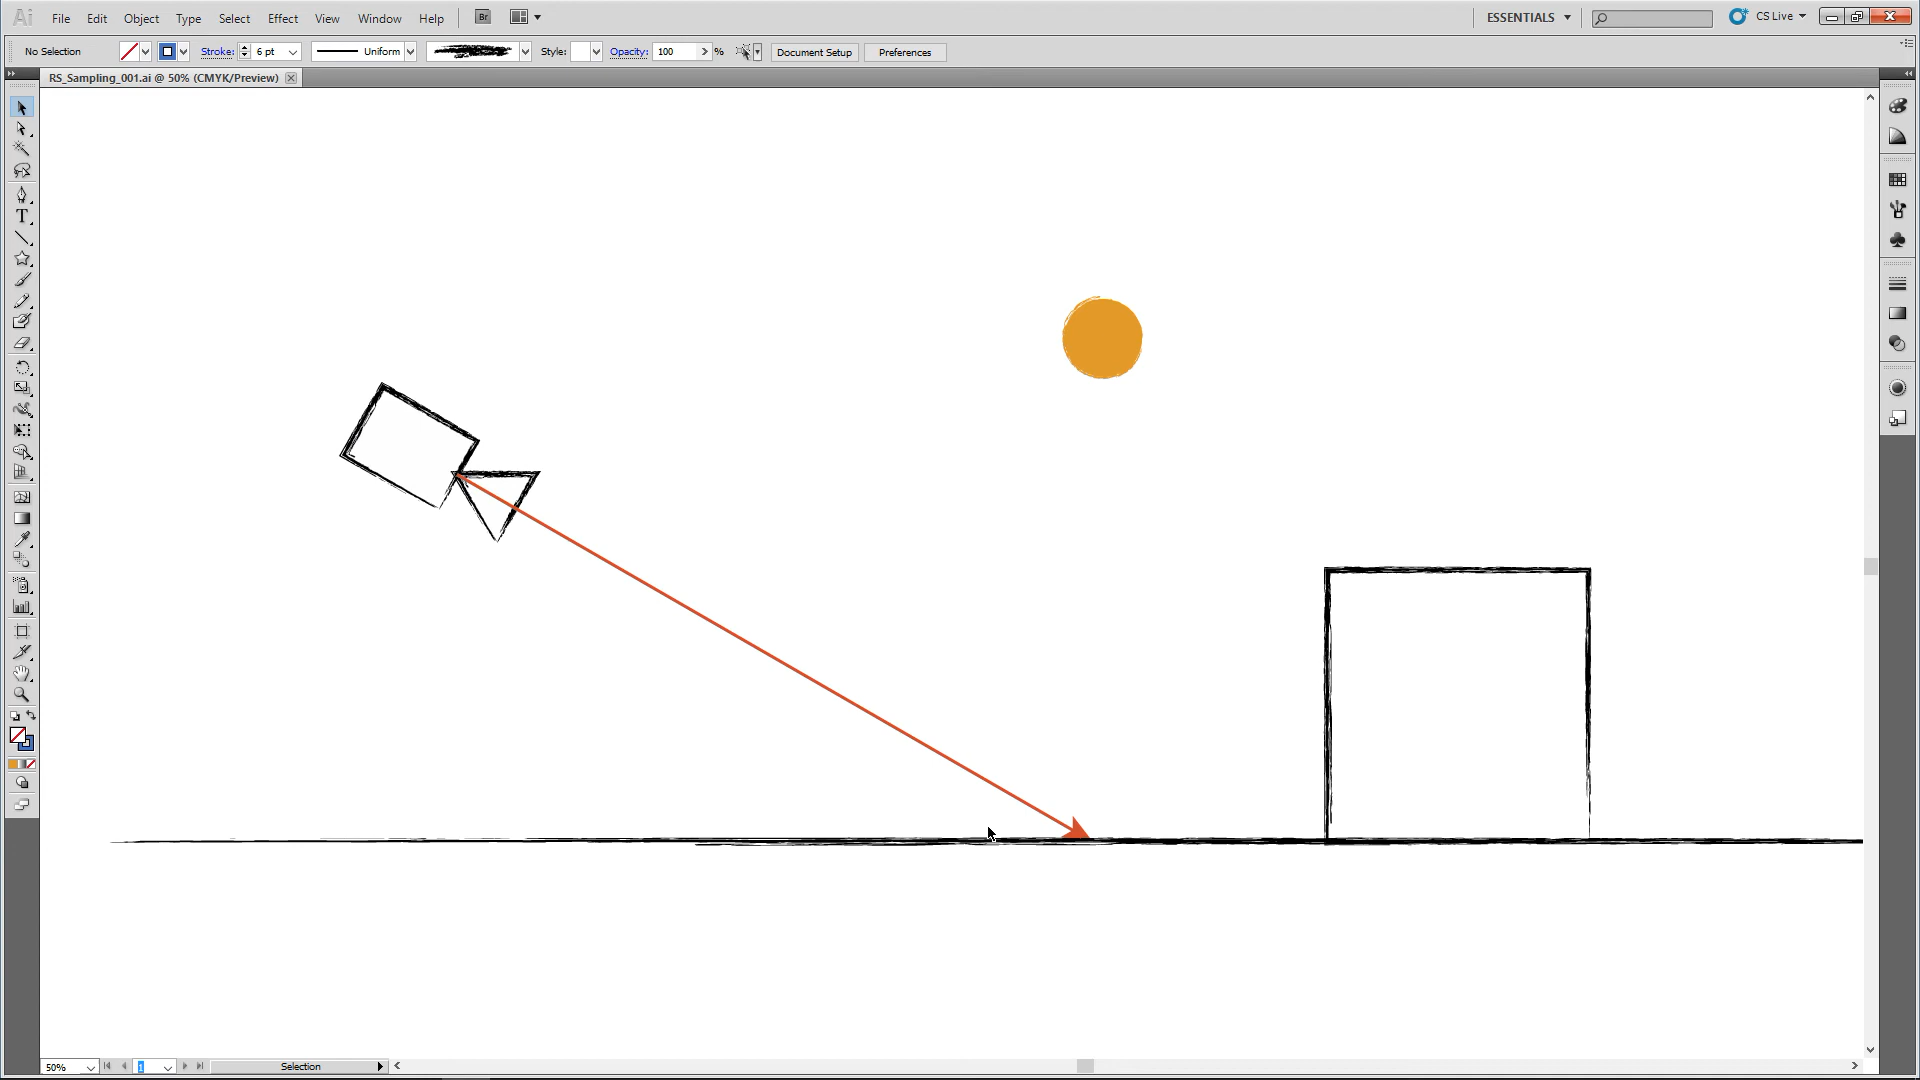 Ai File Edit Object Type Select Effect View Window Help Br ESSENTIALS CS Live
No Selection Stroke: 6 pt Uniform Style: Opacity: 100 % Document Setup Preferences
RS_Sampling_001.ai @ 50% (CMYK/Preview)
T
50% 1 Selection